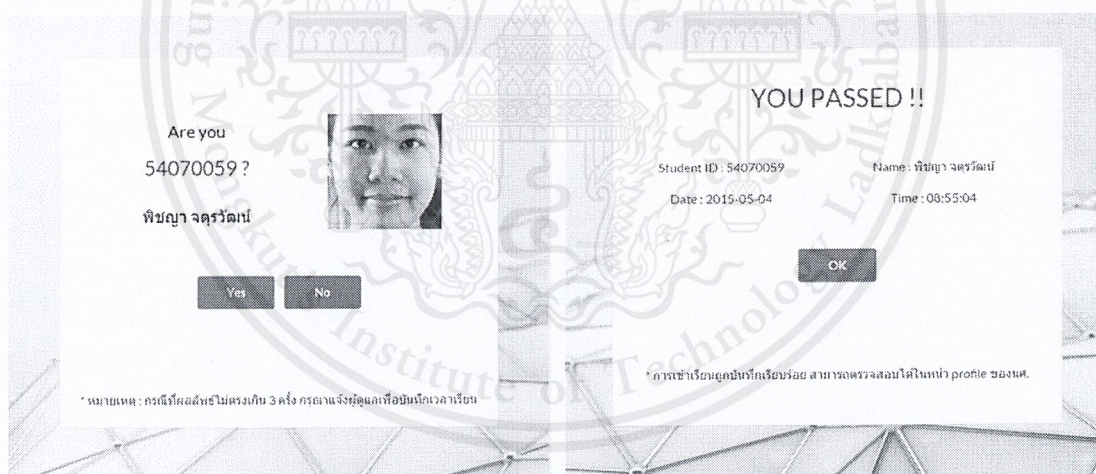 Are you
54070059 ?
พิชญา จตุรวัฒน์
Yes
No
* หมายเหตุ : กรณีที่ผลลัพธ์ไม่ตรงเกิน 3 ครั้ง กรุณาแจ้งผู้ดูแลเพื่อบันทึกเวลาเรียน
YOU PASSED !!
Student ID : 54070059
Name : พิชญา จตุรวัฒน์
Date : 2015-05-04
Time : 08:55:04
OK
* การเข้าเรียนถูกบันทึกเรียบร้อย สามารถตรวจสอบได้ในหน้า profile ของนศ.
Mongkut's Institute of Technology Ladkrabang